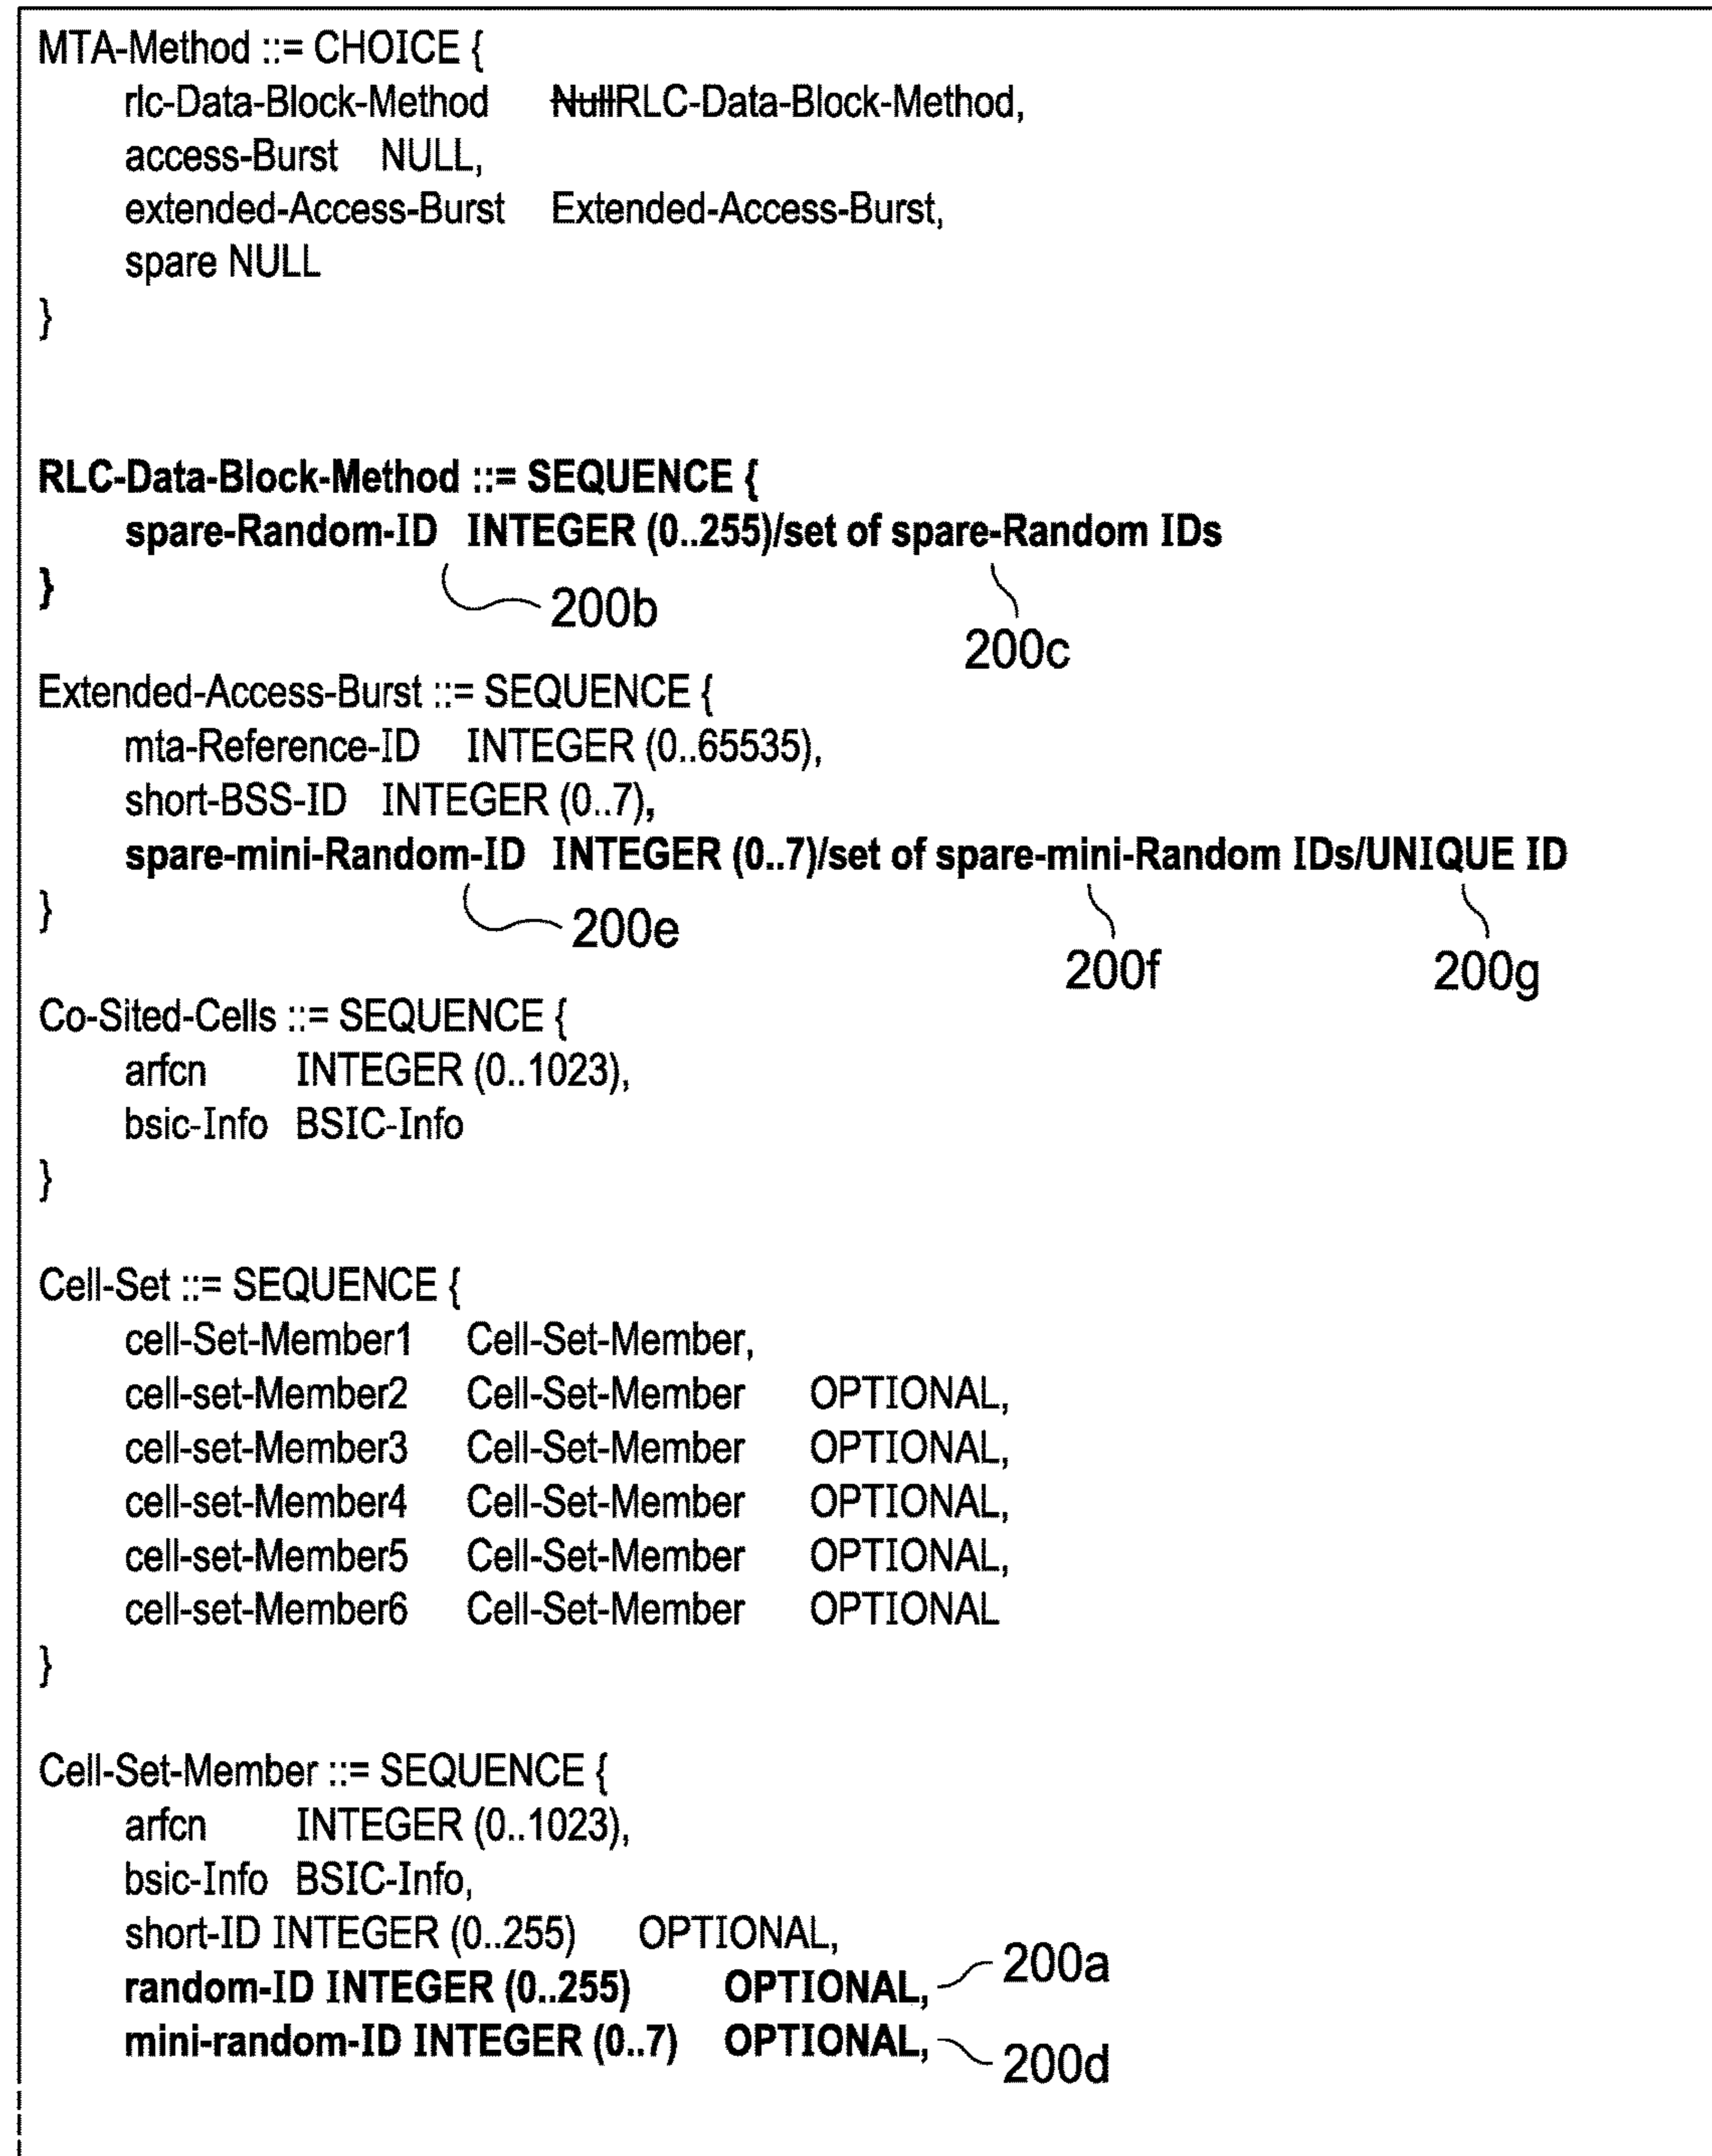 MTA-Method ::= CHOICE {
rlc-Data-Block-Method NullRLC-Data-Block-Method,
access-Burst NULL,
extended-Access-Burst Extended-Access-Burst,
spare NULL
}
RLC-Data-Block-Method ::= SEQUENCE {
spare-Random-ID INTEGER (0..255)/set of spare-Random IDs
}
200b
200c
Extended-Access-Burst ::= SEQUENCE {
mta-Reference-ID INTEGER (0..65535),
short-BSS-ID INTEGER (0..7),
spare-mini-Random-ID INTEGER (0..7)/set of spare-mini-Random IDs/UNIQUE ID
}
200e
200f
200g
Co-Sited-Cells ::= SEQUENCE {
arfcn INTEGER (0..1023),
bsic-Info BSIC-Info
}
Cell-Set ::= SEQUENCE {
cell-Set-Member1 Cell-Set-Member,
cell-set-Member2 Cell-Set-Member OPTIONAL,
cell-set-Member3 Cell-Set-Member OPTIONAL,
cell-set-Member4 Cell-Set-Member OPTIONAL,
cell-set-Member5 Cell-Set-Member OPTIONAL,
cell-set-Member6 Cell-Set-Member OPTIONAL
}
Cell-Set-Member ::= SEQUENCE {
arfcn INTEGER (0..1023),
bsic-Info BSIC-Info,
short-ID INTEGER (0..255) OPTIONAL,
random-ID INTEGER (0..255) OPTIONAL, 200a
mini-random-ID INTEGER (0..7) OPTIONAL, 200d